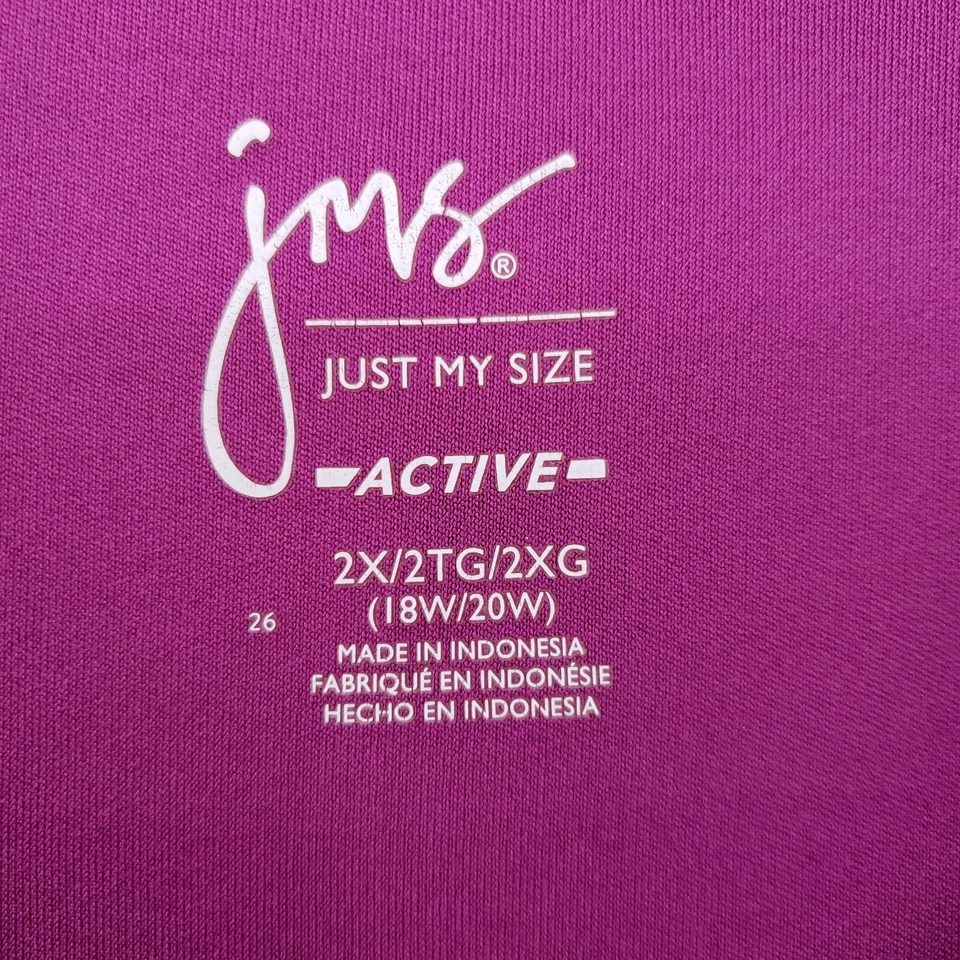 jms®
JUST MY SIZE
ACTIVE
2X/2TG/2XG
(18W/20W)
26
MADE IN INDONESIA
FABRIQUÉ EN INDONÉSIE
HECHO EN INDONESIA